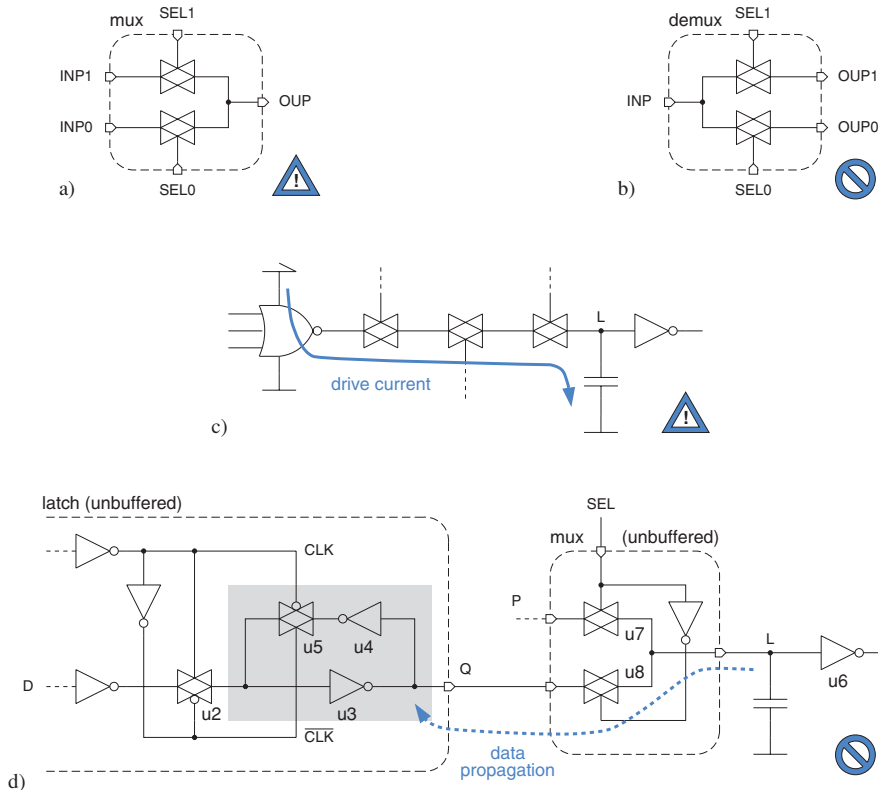 SEL1
mux
INP1
OUP
INP0
SEL0
a)
!
SEL1
demux
OUP1
INP
OUP0
SEL0
b)
L
drive current
c)
!
latch (unbuffered)
CLK
u5
u4
D
u2
u3
Q
CLK
SEL
mux
(unbuffered)
P
u7
L
u8
u6
data
propagation
d)